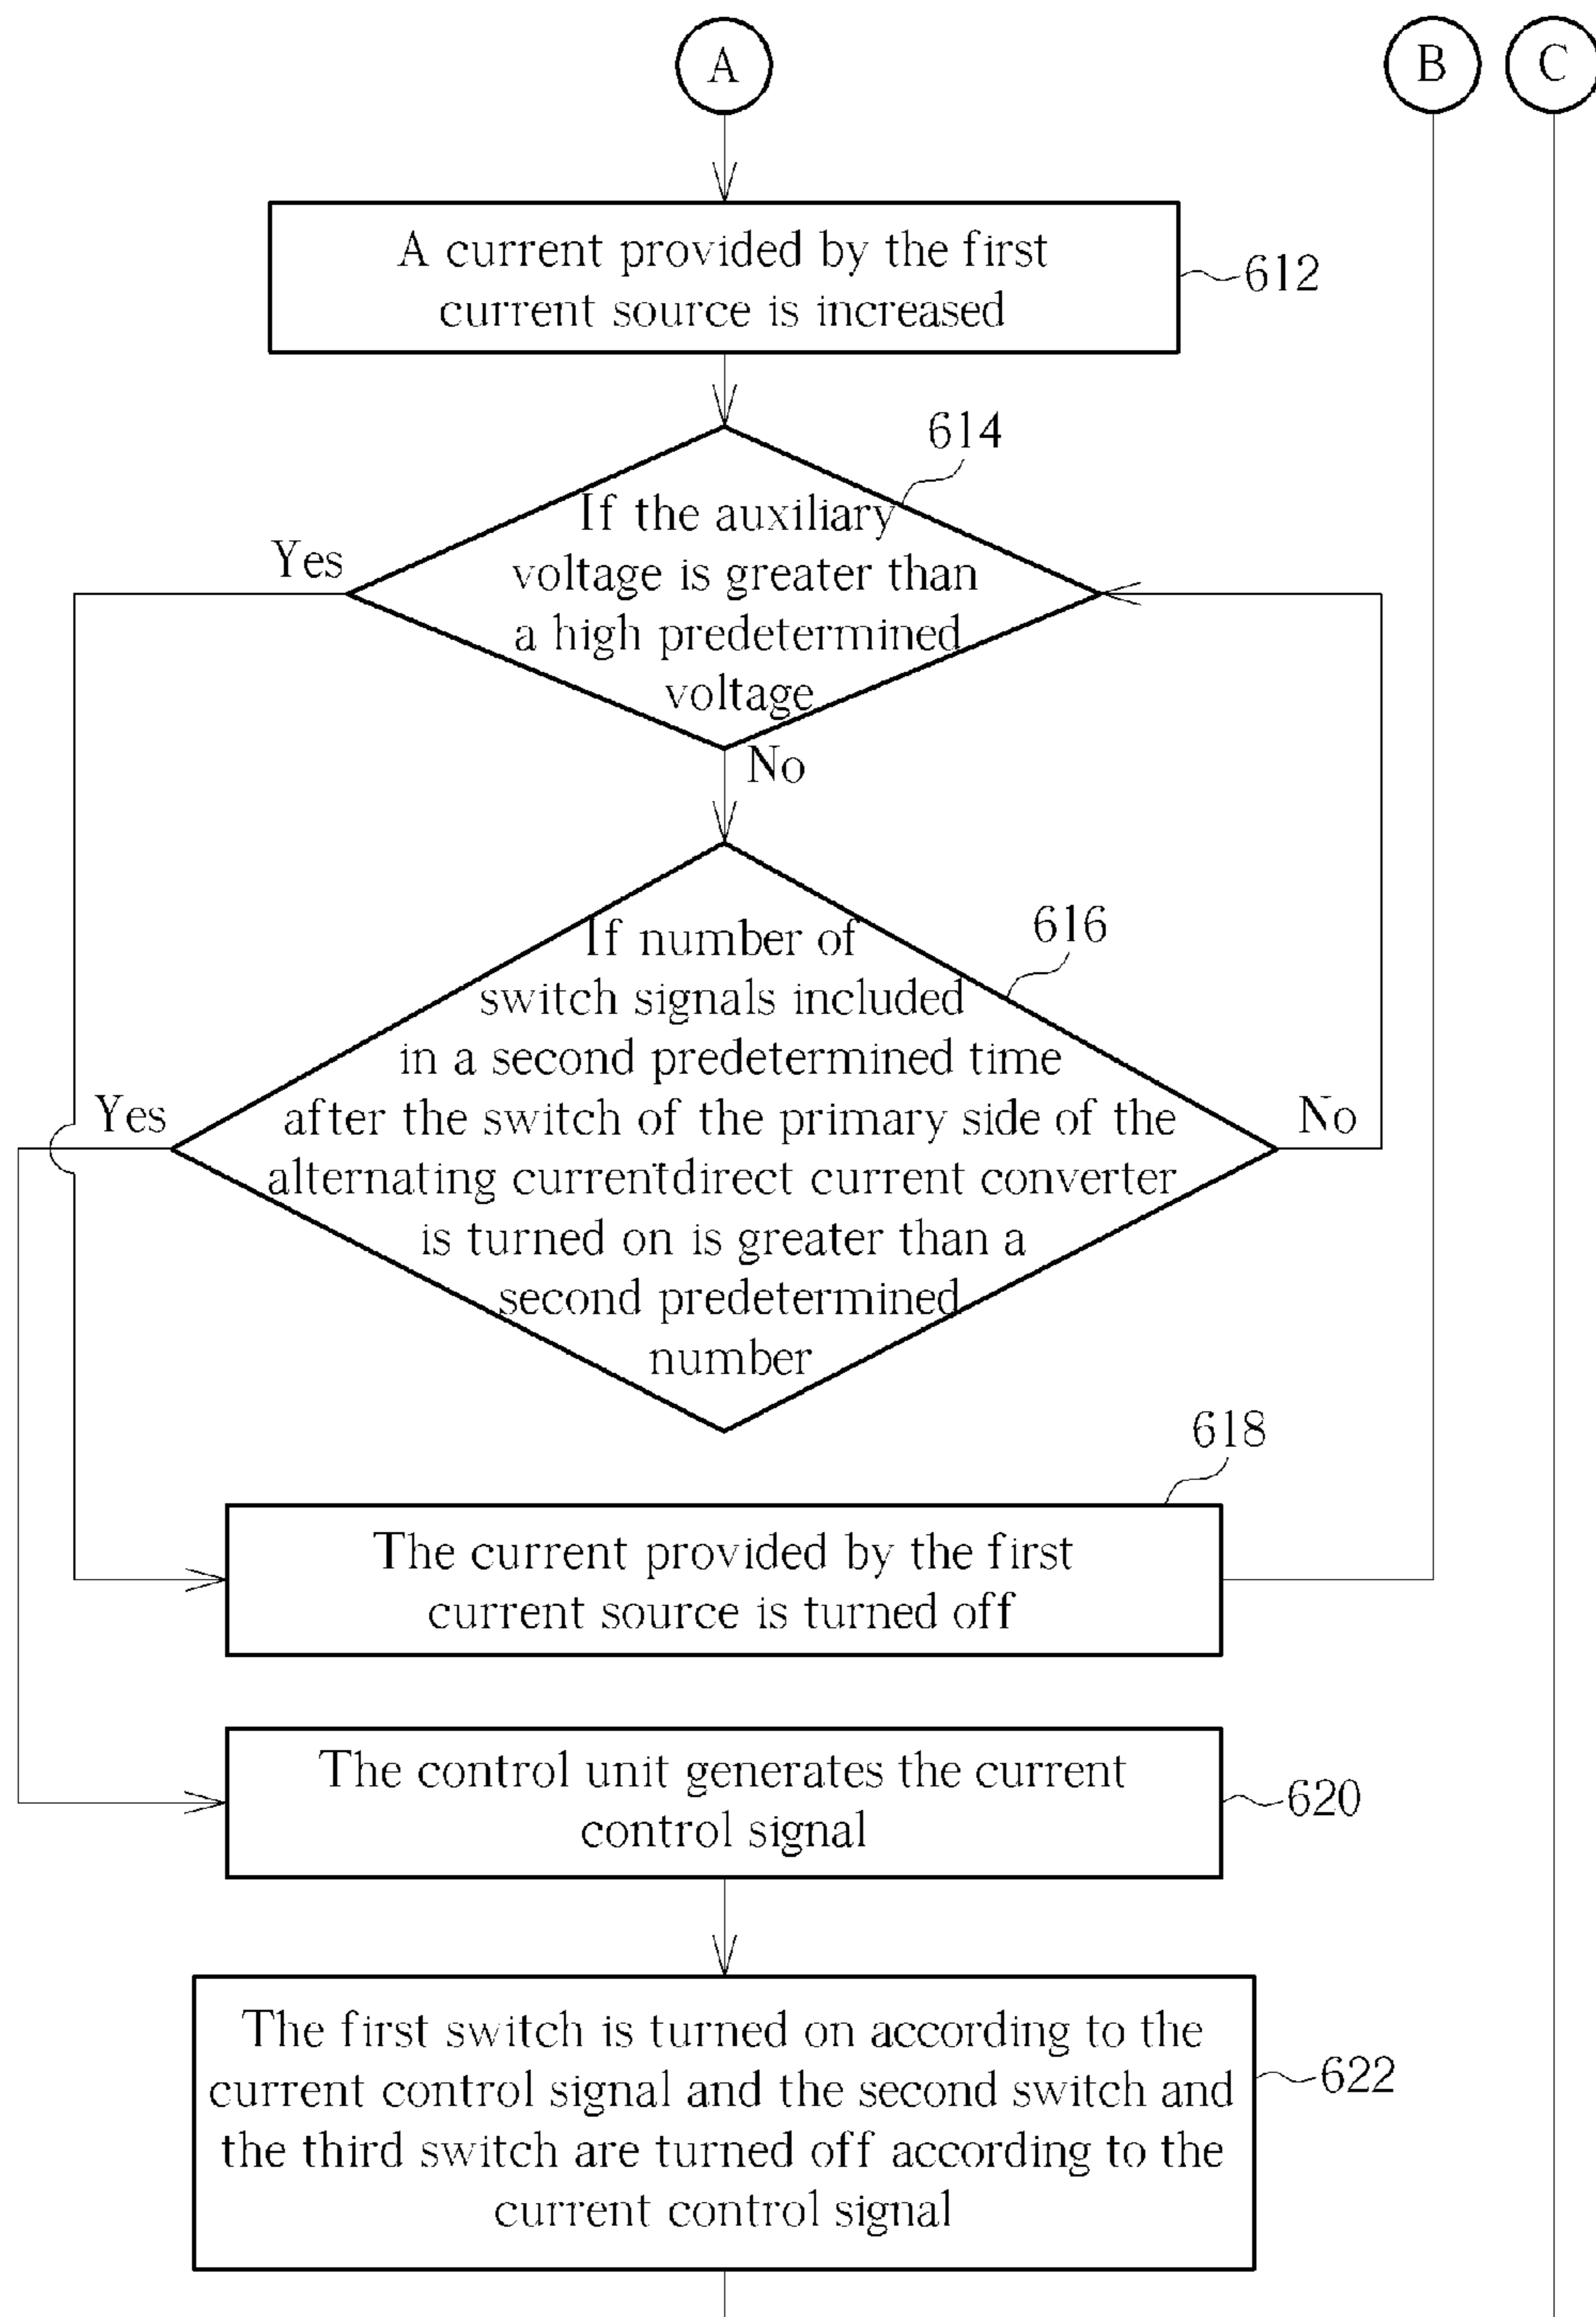 A
B
C
A current provided by the first
current source is increased
612
614
If the auxiliary
voltage is greater than
a high predetermined
voltage
Yes
No
616
If number of
switch signals included
in a second predetermined time
after the switch of the primary side of the
alternating current-direct current converter
is turned on is greater than a
second predetermined
number
Yes
No
618
The current provided by the first
current source is turned off
The control unit generates the current
control signal
620
The first switch is turned on according to the
current control signal and the second switch and
the third switch are turned off according to the
current control signal
622